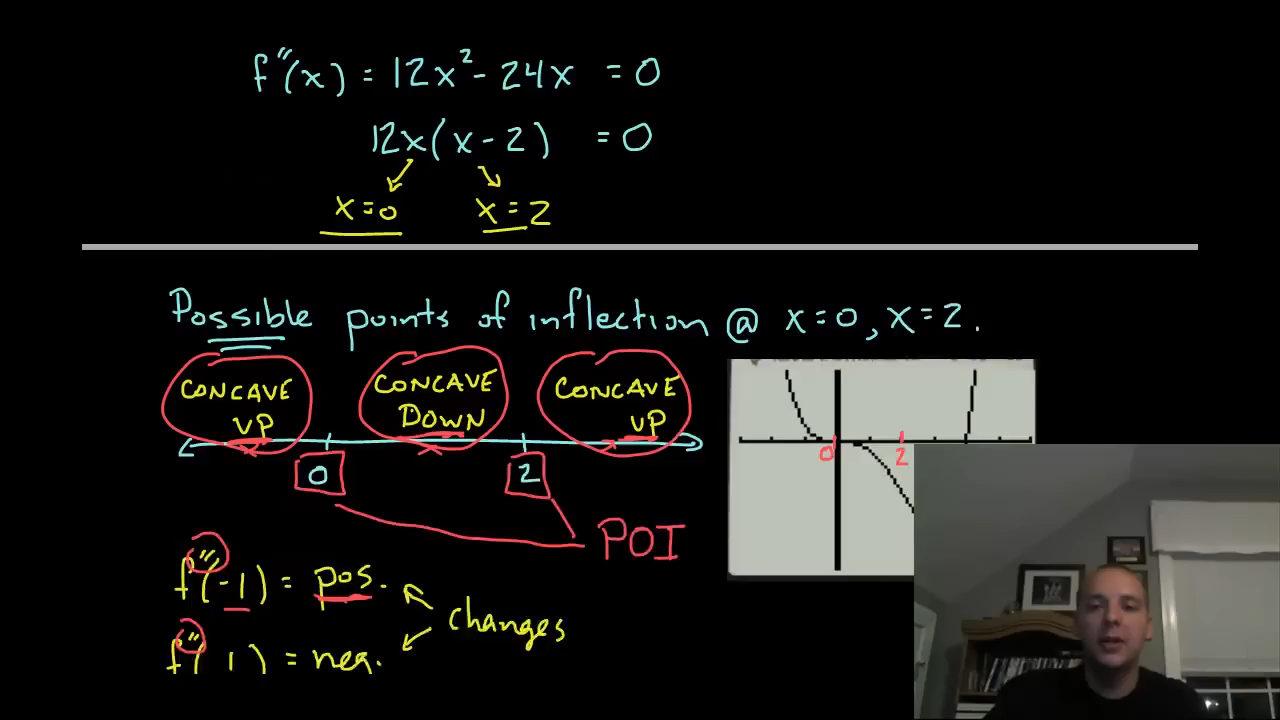 f''(x) = 12x² - 24x = 0
12x(x - 2) = 0
x=0 x=2
Possible points of inflection @ x=0, x=2.
CONCAVE UP
CONCAVE DOWN
CONCAVE UP
0 2
0 2
POI
f''(-1) = pos.
changes
f''(1) = neg.